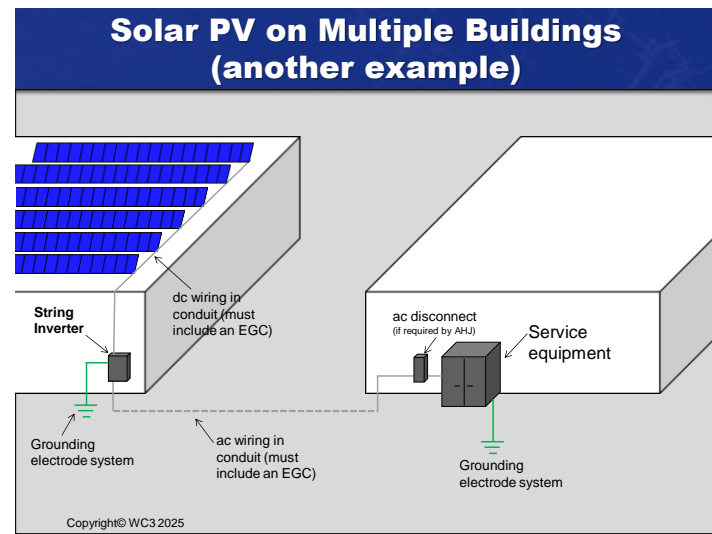 Solar PV on Multiple Buildings
(another example)
dc wiring in
conduit (must
include an EGC)
String
Inverter
ac disconnect
(if required by AHJ)
Service
equipment
Grounding
electrode system
ac wiring in
conduit (must
include an EGC)
Grounding
electrode system
Copyright© WC3 2025